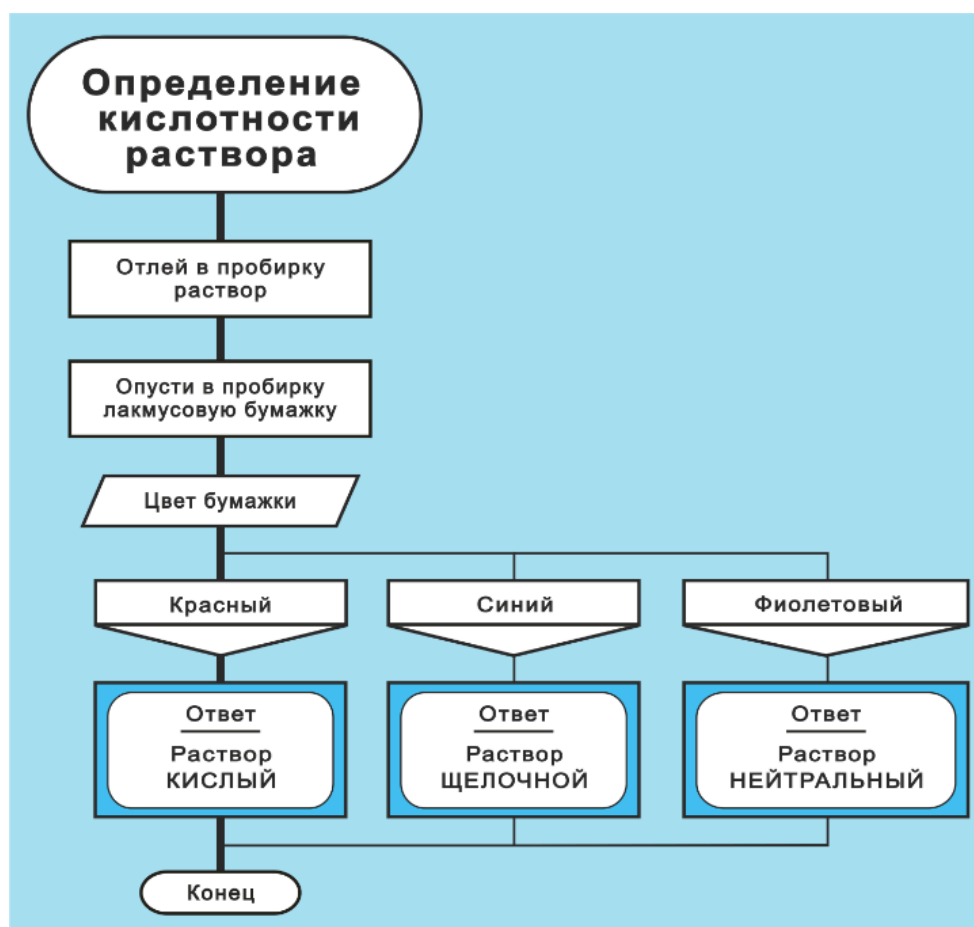 Определение
кислотности
раствора
Отлей в пробирку
раствор
Опусти в пробирку
лакмусовую бумажку
Цвет бумажки
Красный
Синий
Фиолетовый
Ответ
Раствор
КИСЛЫЙ
Ответ
Раствор
ЩЕЛОЧНОЙ
Ответ
Раствор
НЕЙТРАЛЬНЫЙ
Конец